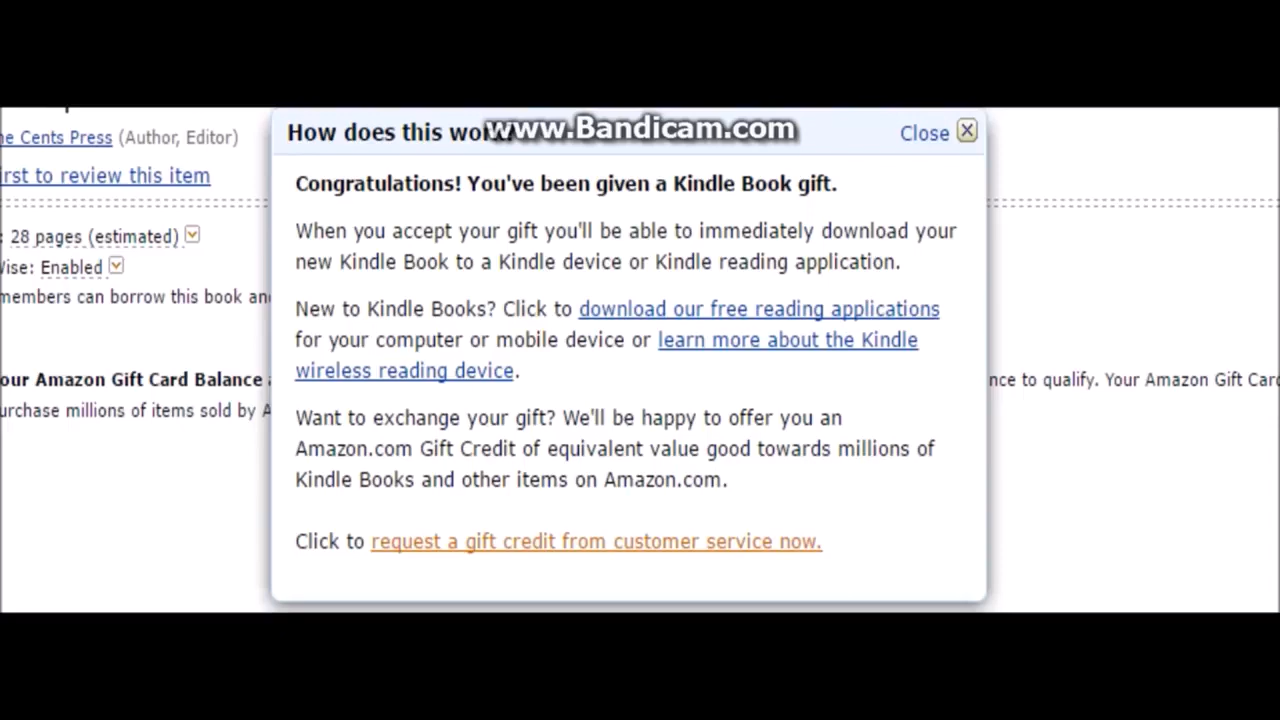 www.Bandicam.com
How does this work?
Close
ne Cents Press (Author, Editor)
irst to review this item
: 28 pages (estimated)
Wise: Enabled
members can borrow this book an
our Amazon Gift Card Balance
urchase millions of items sold by A
Congratulations! You've been given a Kindle Book gift.
When you accept your gift you'll be able to immediately download your
new Kindle Book to a Kindle device or Kindle reading application.
New to Kindle Books? Click to download our free reading applications
for your computer or mobile device or learn more about the Kindle
wireless reading device.
Want to exchange your gift? We'll be happy to offer you an
Amazon.com Gift Credit of equivalent value good towards millions of
Kindle Books and other items on Amazon.com.
Click to request a gift credit from customer service now.
nce to qualify. Your Amazon Gift Card